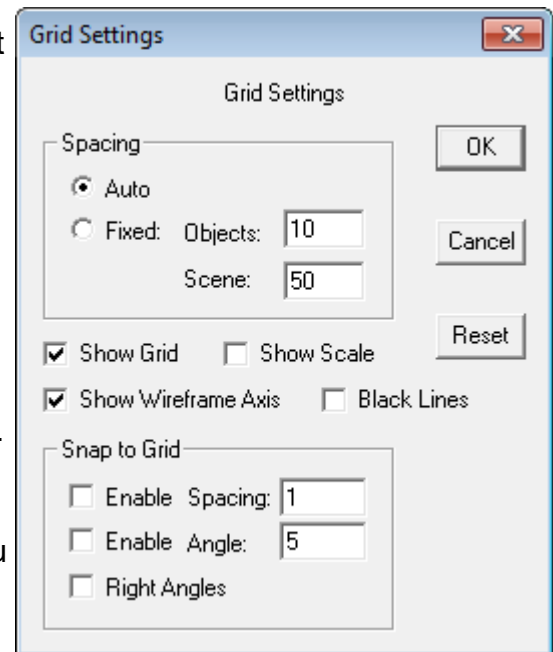 Grid Settings
t
Grid Settings
Spacing
OK
Auto
Fixed: Objects: 10
Cancel
Scene: 50
Reset
Show Grid Show Scale
Show Wireframe Axis Black Lines
.
Snap to Grid
Enable Spacing: 1
Enable Angle: 5
u
Right Angles